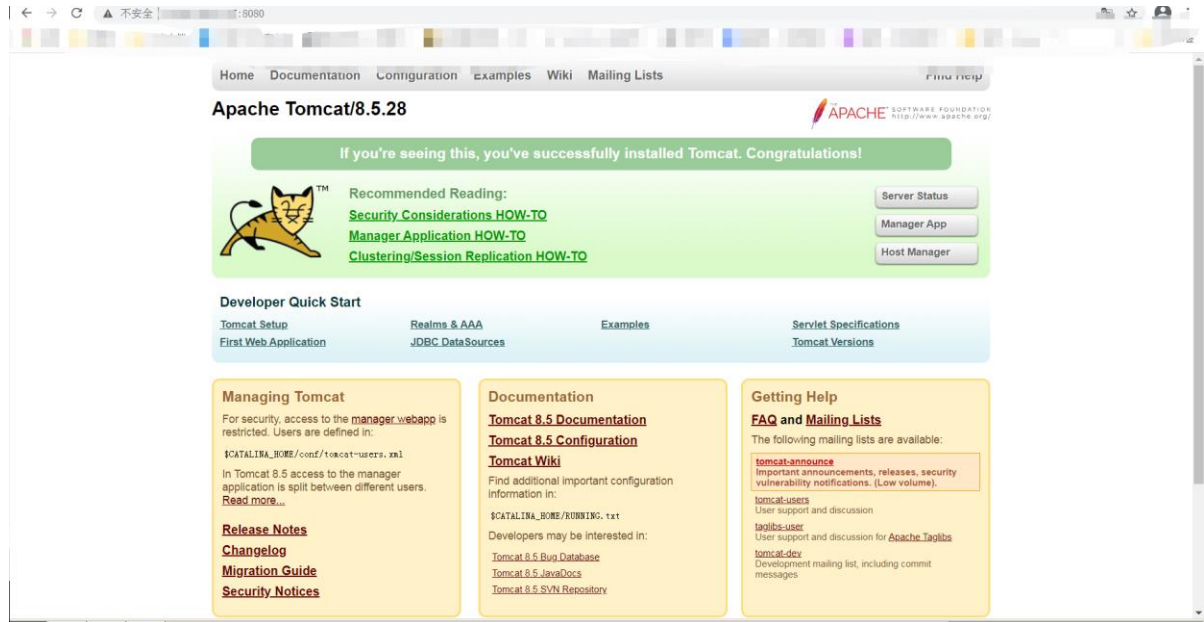 不安全
:8080
Home Documentation Configuration Examples Wiki Mailing Lists Find Help
Apache Tomcat/8.5.28
THE APACHE SOFTWARE FOUNDATION
http://www.apache.org/
If you're seeing this, you've successfully installed Tomcat. Congratulations!
TM
Recommended Reading:
Security Considerations HOW-TO
Manager Application HOW-TO
Clustering/Session Replication HOW-TO
Server Status
Manager App
Host Manager
Developer Quick Start
Tomcat Setup
First Web Application
Realms & AAA
JDBC DataSources
Examples
Servlet Specifications
Tomcat Versions
Managing Tomcat
For security, access to the manager webapp is
restricted. Users are defined in:
$CATALINA_HOME/conf/tomcat-users.xml
In Tomcat 8.5 access to the manager
application is split between different users.
Read more...
Release Notes
Changelog
Migration Guide
Security Notices
Documentation
Tomcat 8.5 Documentation
Tomcat 8.5 Configuration
Tomcat Wiki
Find additional important configuration
information in:
$CATALINA_HOME/RUNNING.txt
Developers may be interested in:
Tomcat 8.5 Bug Database
Tomcat 8.5 JavaDocs
Tomcat 8.5 SVN Repository
Getting Help
FAQ and Mailing Lists
The following mailing lists are available:
tomcat-announce
Important announcements, releases, security
vulnerability notifications. (Low volume).
tomcat-users
User support and discussion
taglibs-user
User support and discussion for Apache Taglibs
tomcat-dev
Development mailing list, including commit
messages